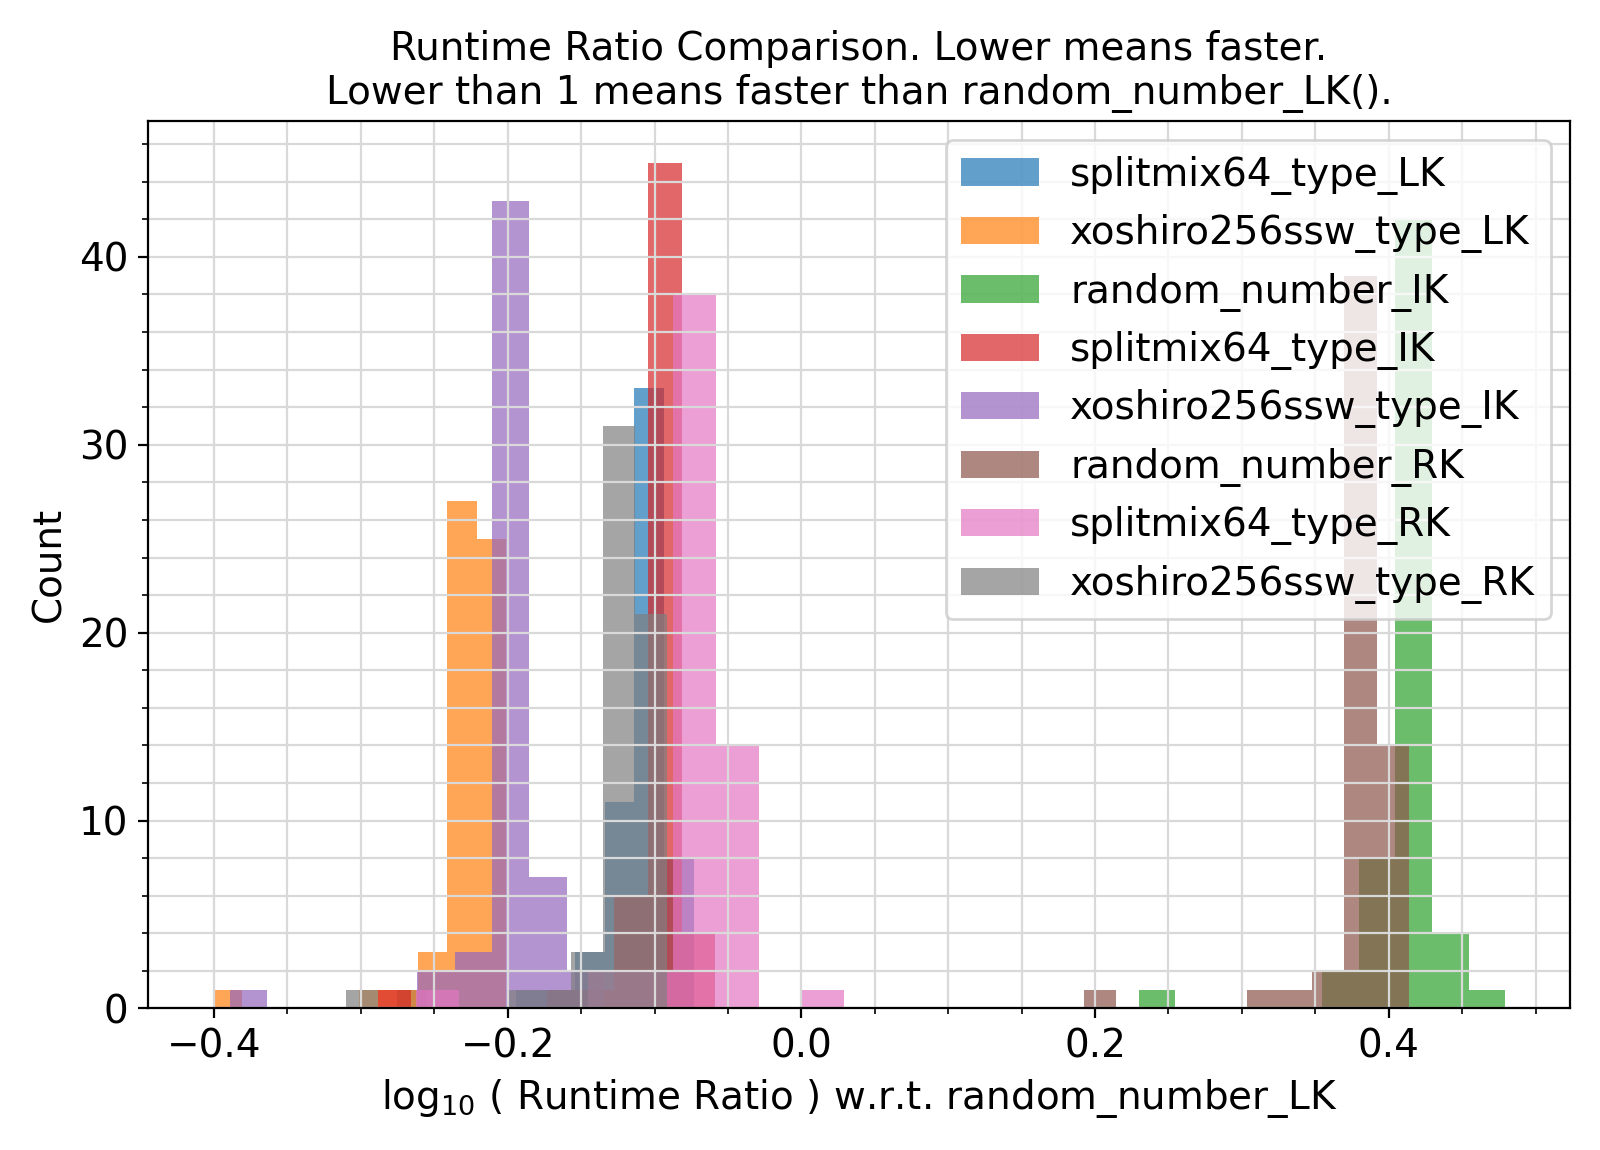 Runtime Ratio Comparison. Lower means faster.
Lower than 1 means faster than random_number_LK().
splitmix64_type_LK
xoshiro256ssw_type_LK
random_number_IK
splitmix64_type_IK
xoshiro256ssw_type_IK
random_number_RK
splitmix64_type_RK
xoshiro256ssw_type_RK
Count
40
30
20
10
0
−0.4 −0.2 0.0 0.2 0.4
log₁₀ ( Runtime Ratio ) w.r.t. random_number_LK